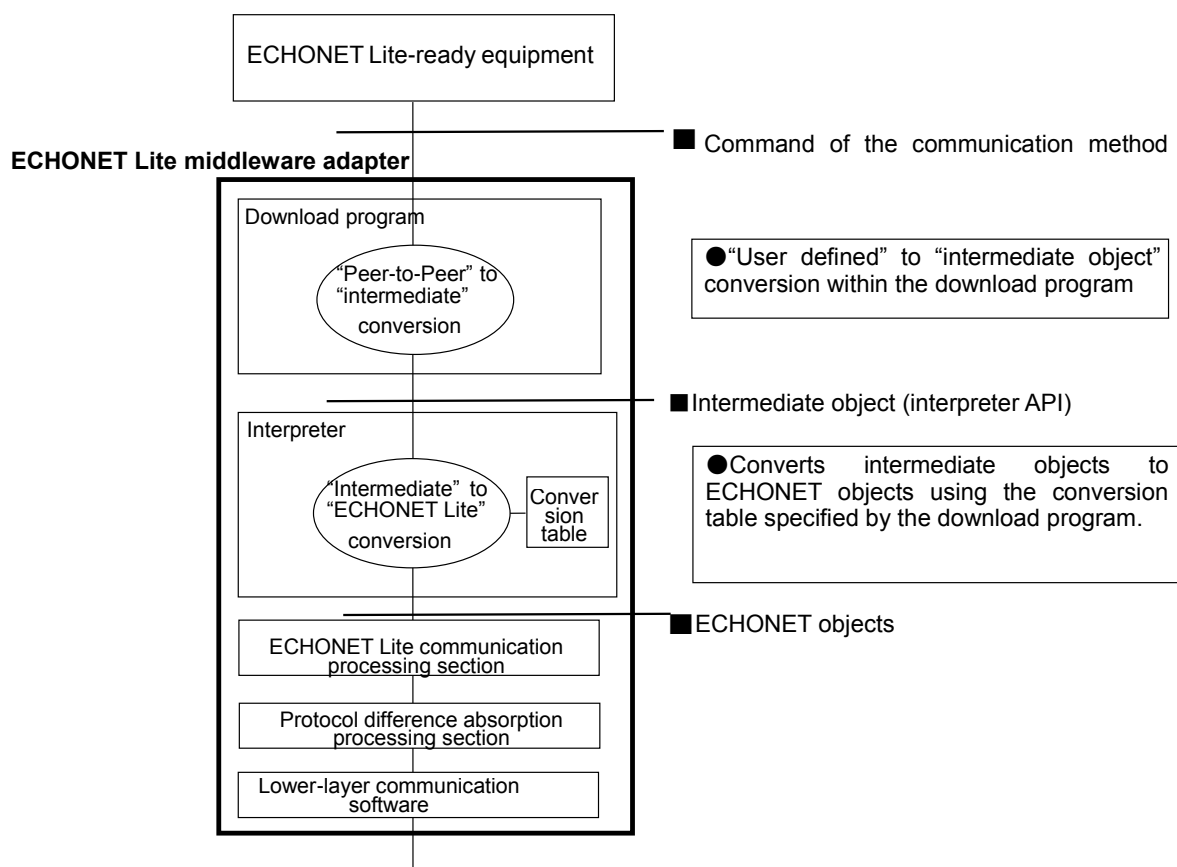 ECHONET Lite-ready equipment
■ Command of the communication method
ECHONET Lite middleware adapter
Download program
“Peer-to-Peer” to
“intermediate”
conversion
●“User defined” to “intermediate object”
conversion within the download program
■Intermediate object (interpreter API)
Interpreter
“Intermediate” to
“ECHONET Lite”
conversion
Conver
sion
table
●Converts intermediate objects to
ECHONET objects using the conversion
table specified by the download program.
■ECHONET objects
ECHONET Lite communication
processing section
Protocol difference absorption
processing section
Lower-layer communication
software